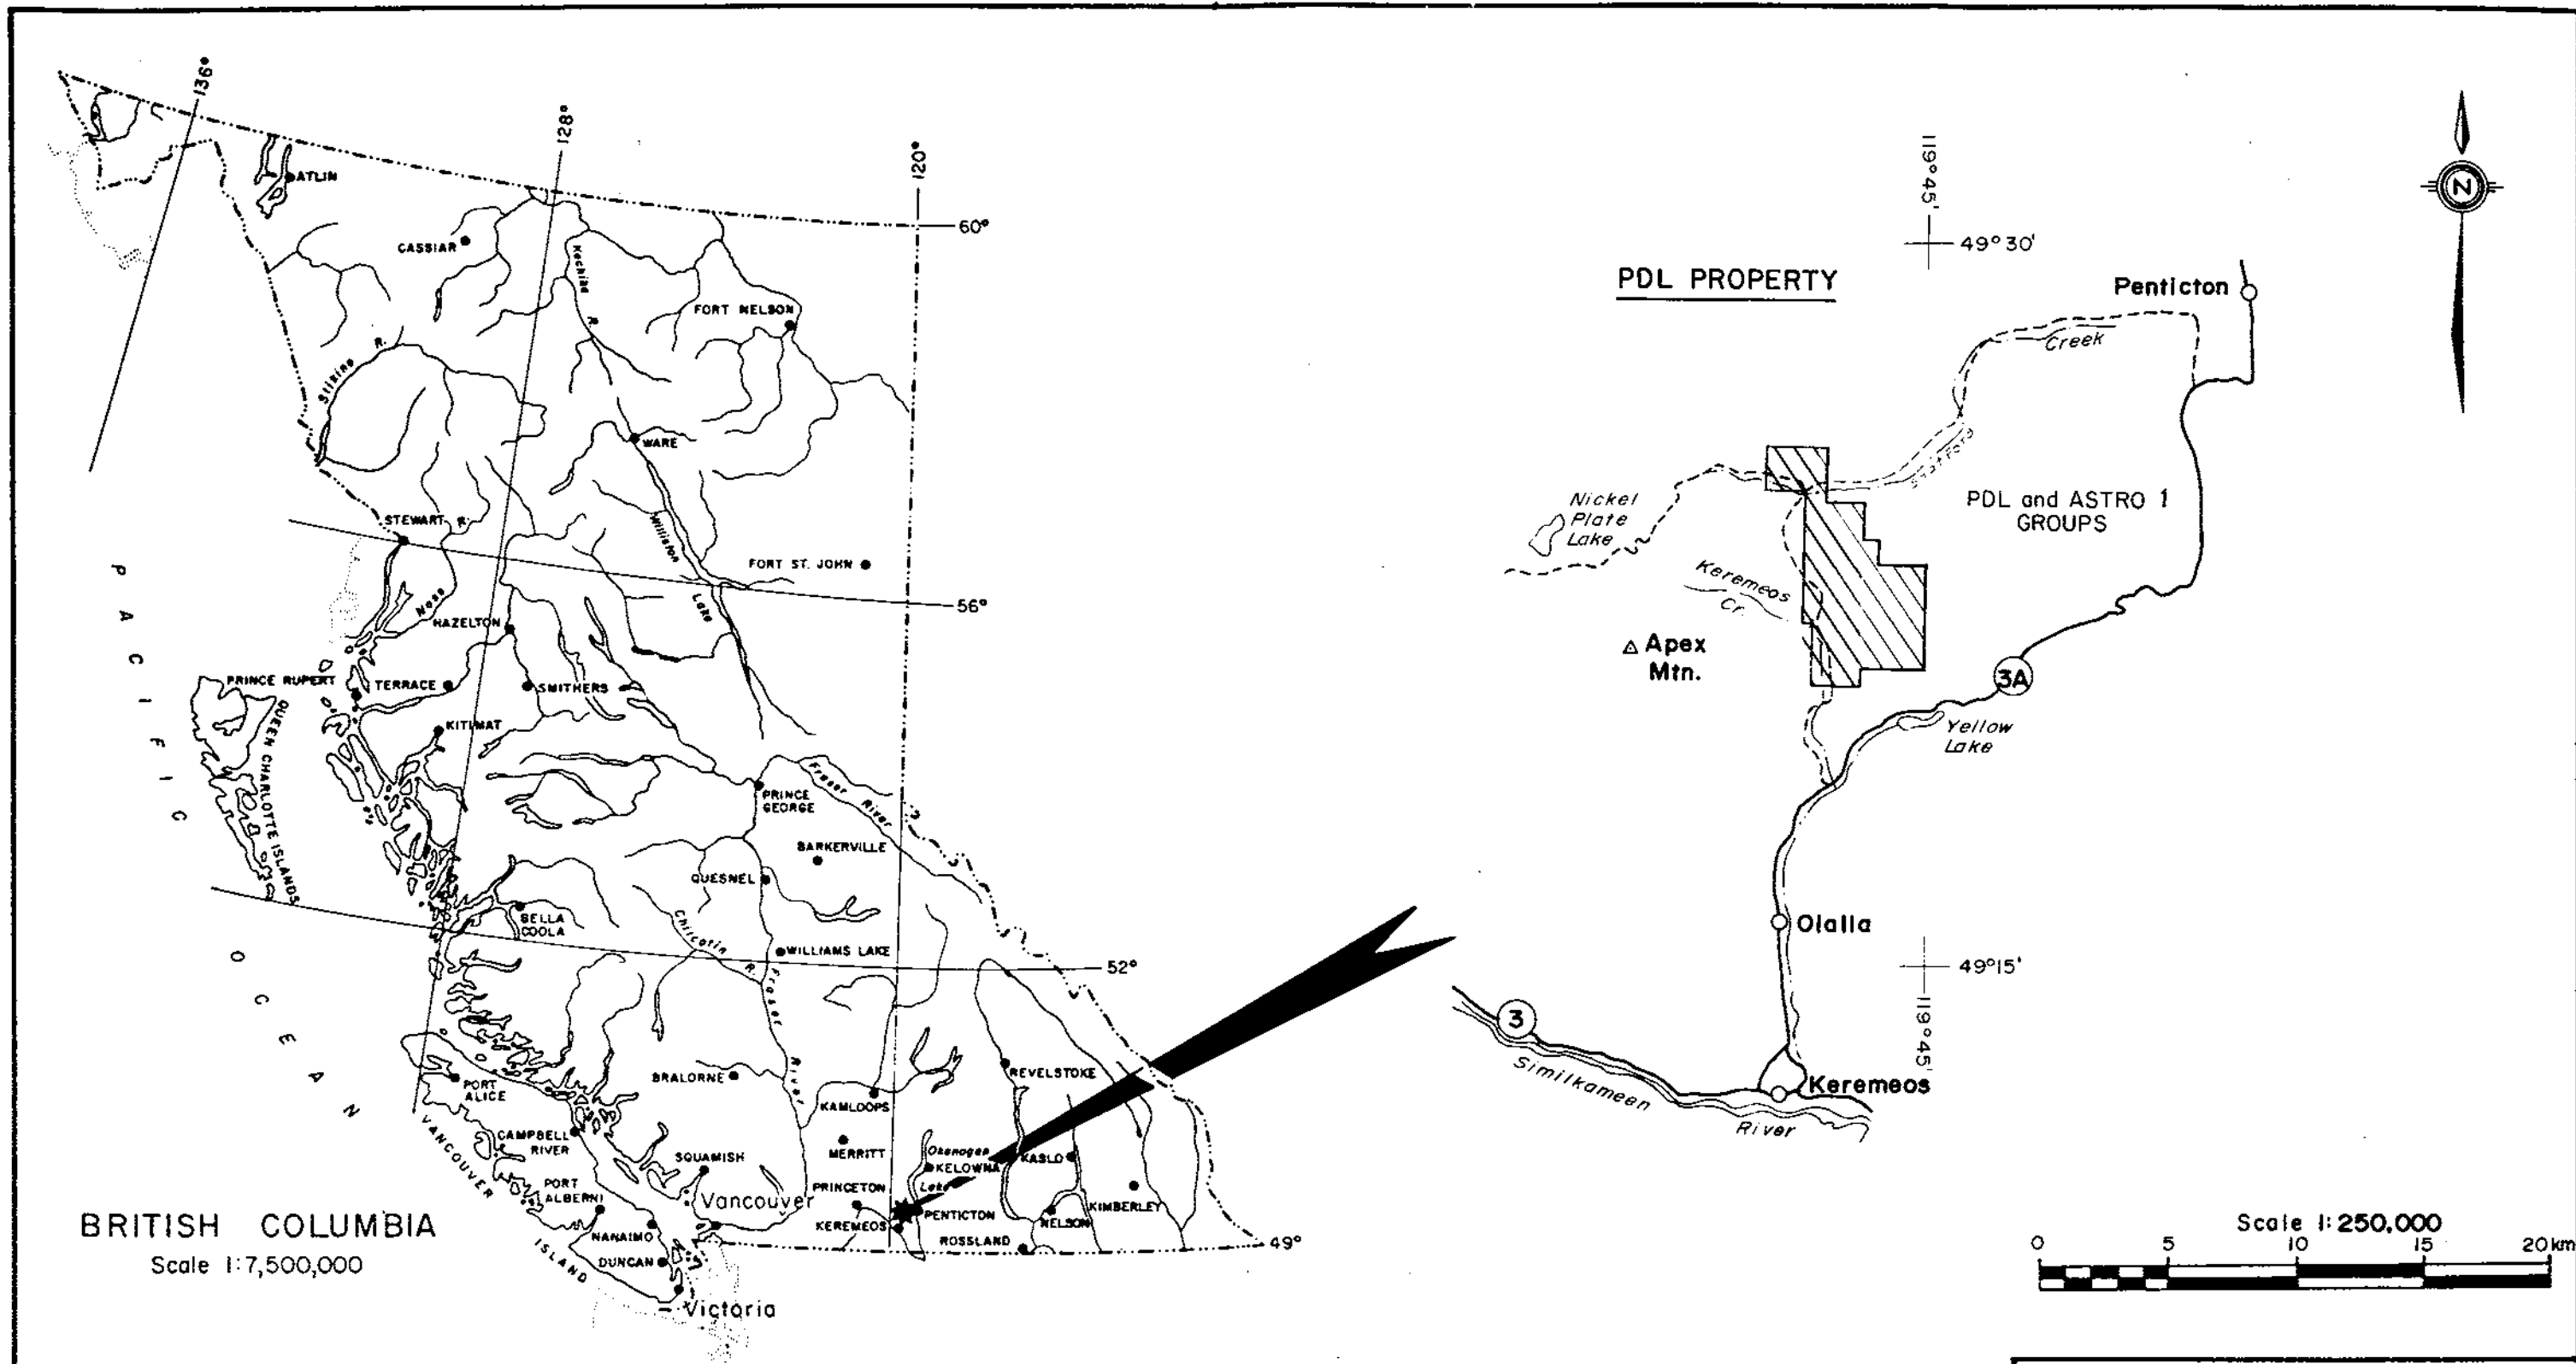 136°
128°
120°
60°
ATLIN
CASSIAR
Kechika
R.
FORT NELSON
Stikine R.
WARE
STEWART
R.
Nass
Williston
Lake
FORT ST. JOHN
56°
HAZELTON
PRINCE RUPERT
TERRACE
SMITHERS
KITIMAT
QUEEN CHARLOTTE ISLANDS
PACIFIC OCEAN
PRINCE
GEORGE
Fraser River
BARKERVILLE
QUESNEL
BELLA
COOLA
Chilcotin R.
WILLIAMS LAKE
52°
Fraser River
PORT
ALICE
BRALORNE
KAMLOOPS
REVELSTOKE
VANCOUVER ISLAND
CAMPBELL
RIVER
SQUAMISH
MERRITT
Okanagan
Lake
KELOWNA
KASLO
PORT
ALBERNI
Vancouver
PRINCETON
KEREMEOS
PENTICTON
NELSON
KIMBERLEY
ROSSLAND
49°
NANAIMO
DUNCAN
Victoria
BRITISH COLUMBIA
Scale 1:7,500,000
PDL PROPERTY
119°45'
49°30'
N
Penticton
Creek
Nickel
Plate
Lake
PDL and ASTRO 1
GROUPS
Keremeos
Cr.
Apex
Mtn.
3A
Yellow
Lake
Olalla
49°15'
119°45'
3
Similkameen
River
Keremeos
Scale 1:250,000
0 5 10 15 20km